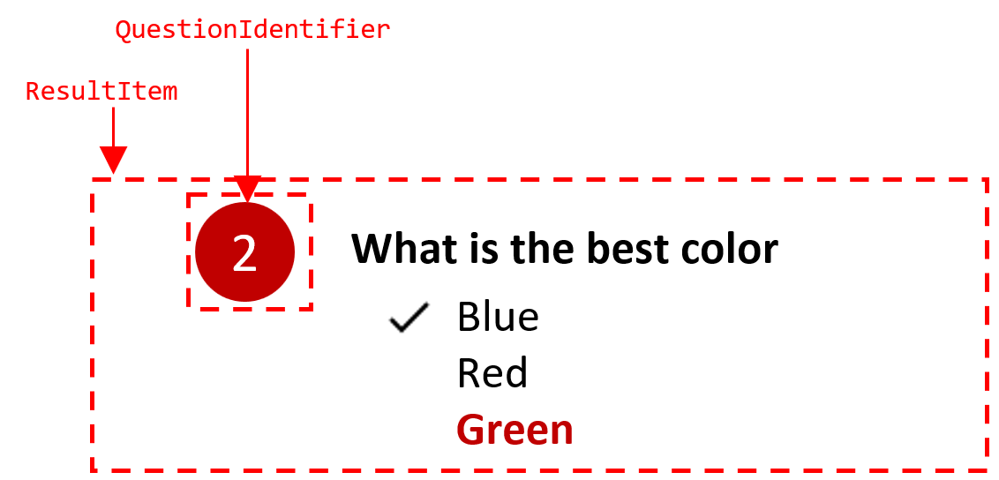 QuestionIdentifier
ResultItem
2
What is the best color
Blue
Red
Green